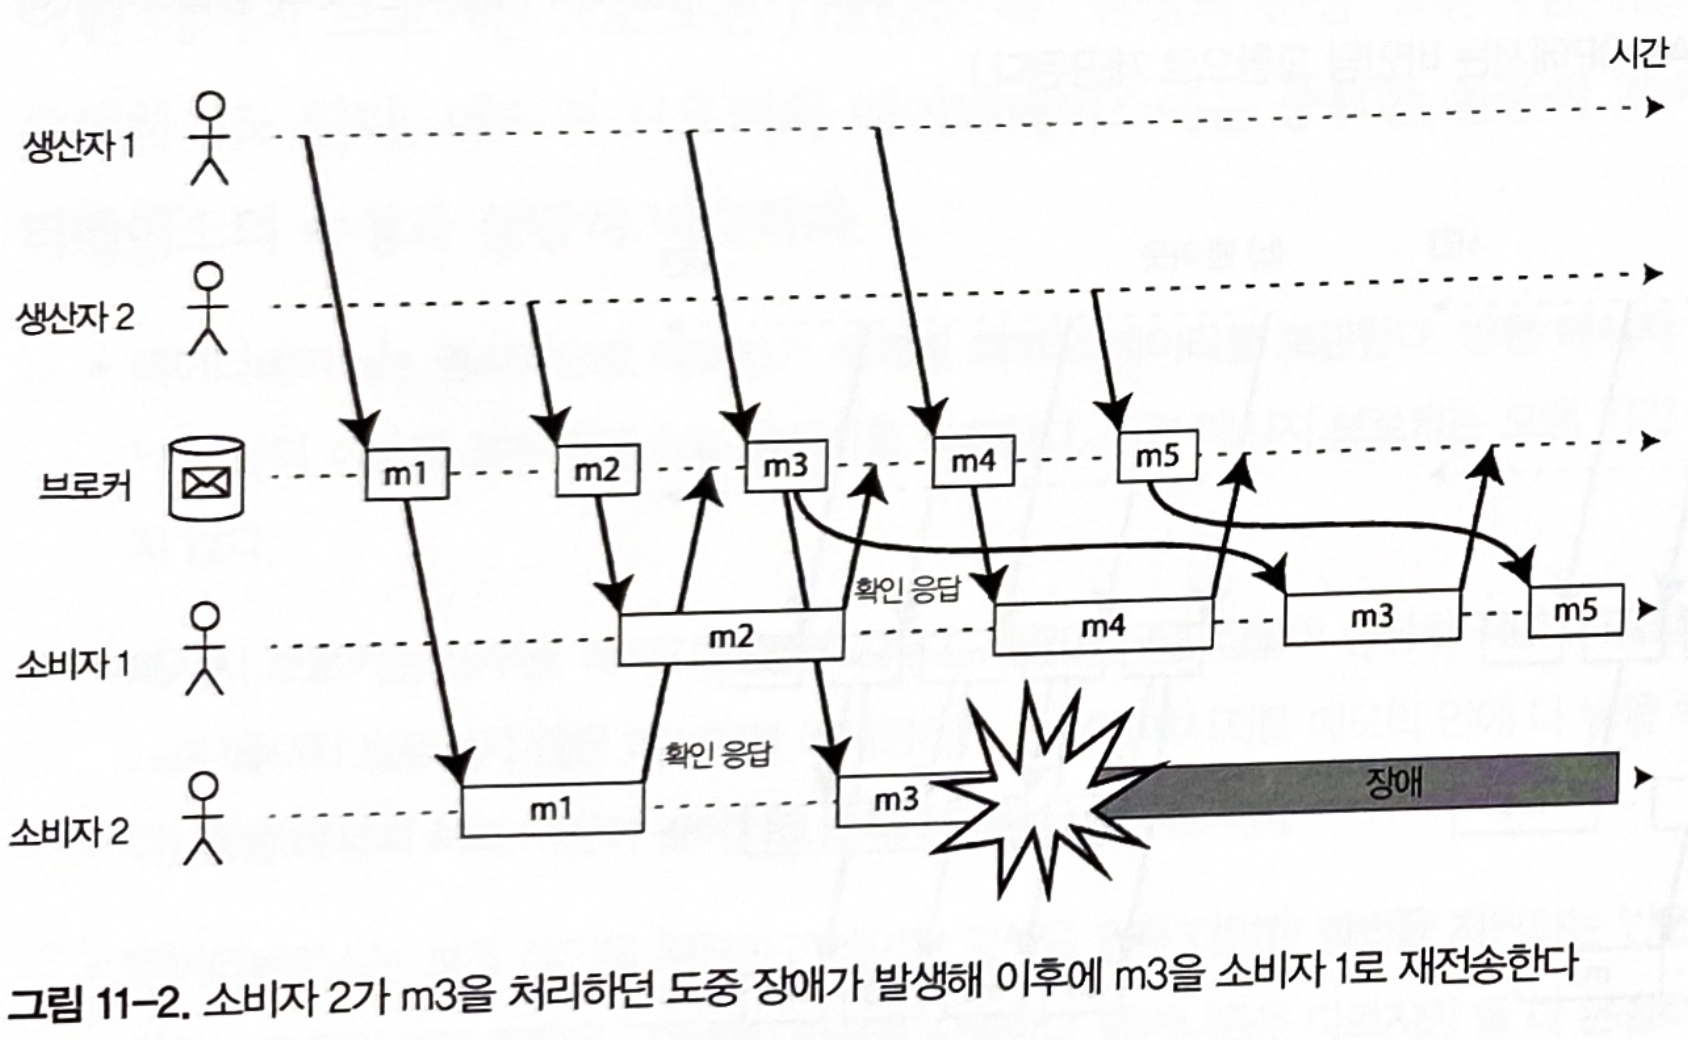 시간
생산자 1
생산자 2
브로커
m1
m2
m3
m4
m5
확인 응답
소비자 1
m2
m4
m3
m5
확인 응답
소비자 2
m1
m3
장애
그림 11-2. 소비자 2가 m3을 처리하던 도중 장애가 발생해 이후에 m3을 소비자 1로 재전송한다